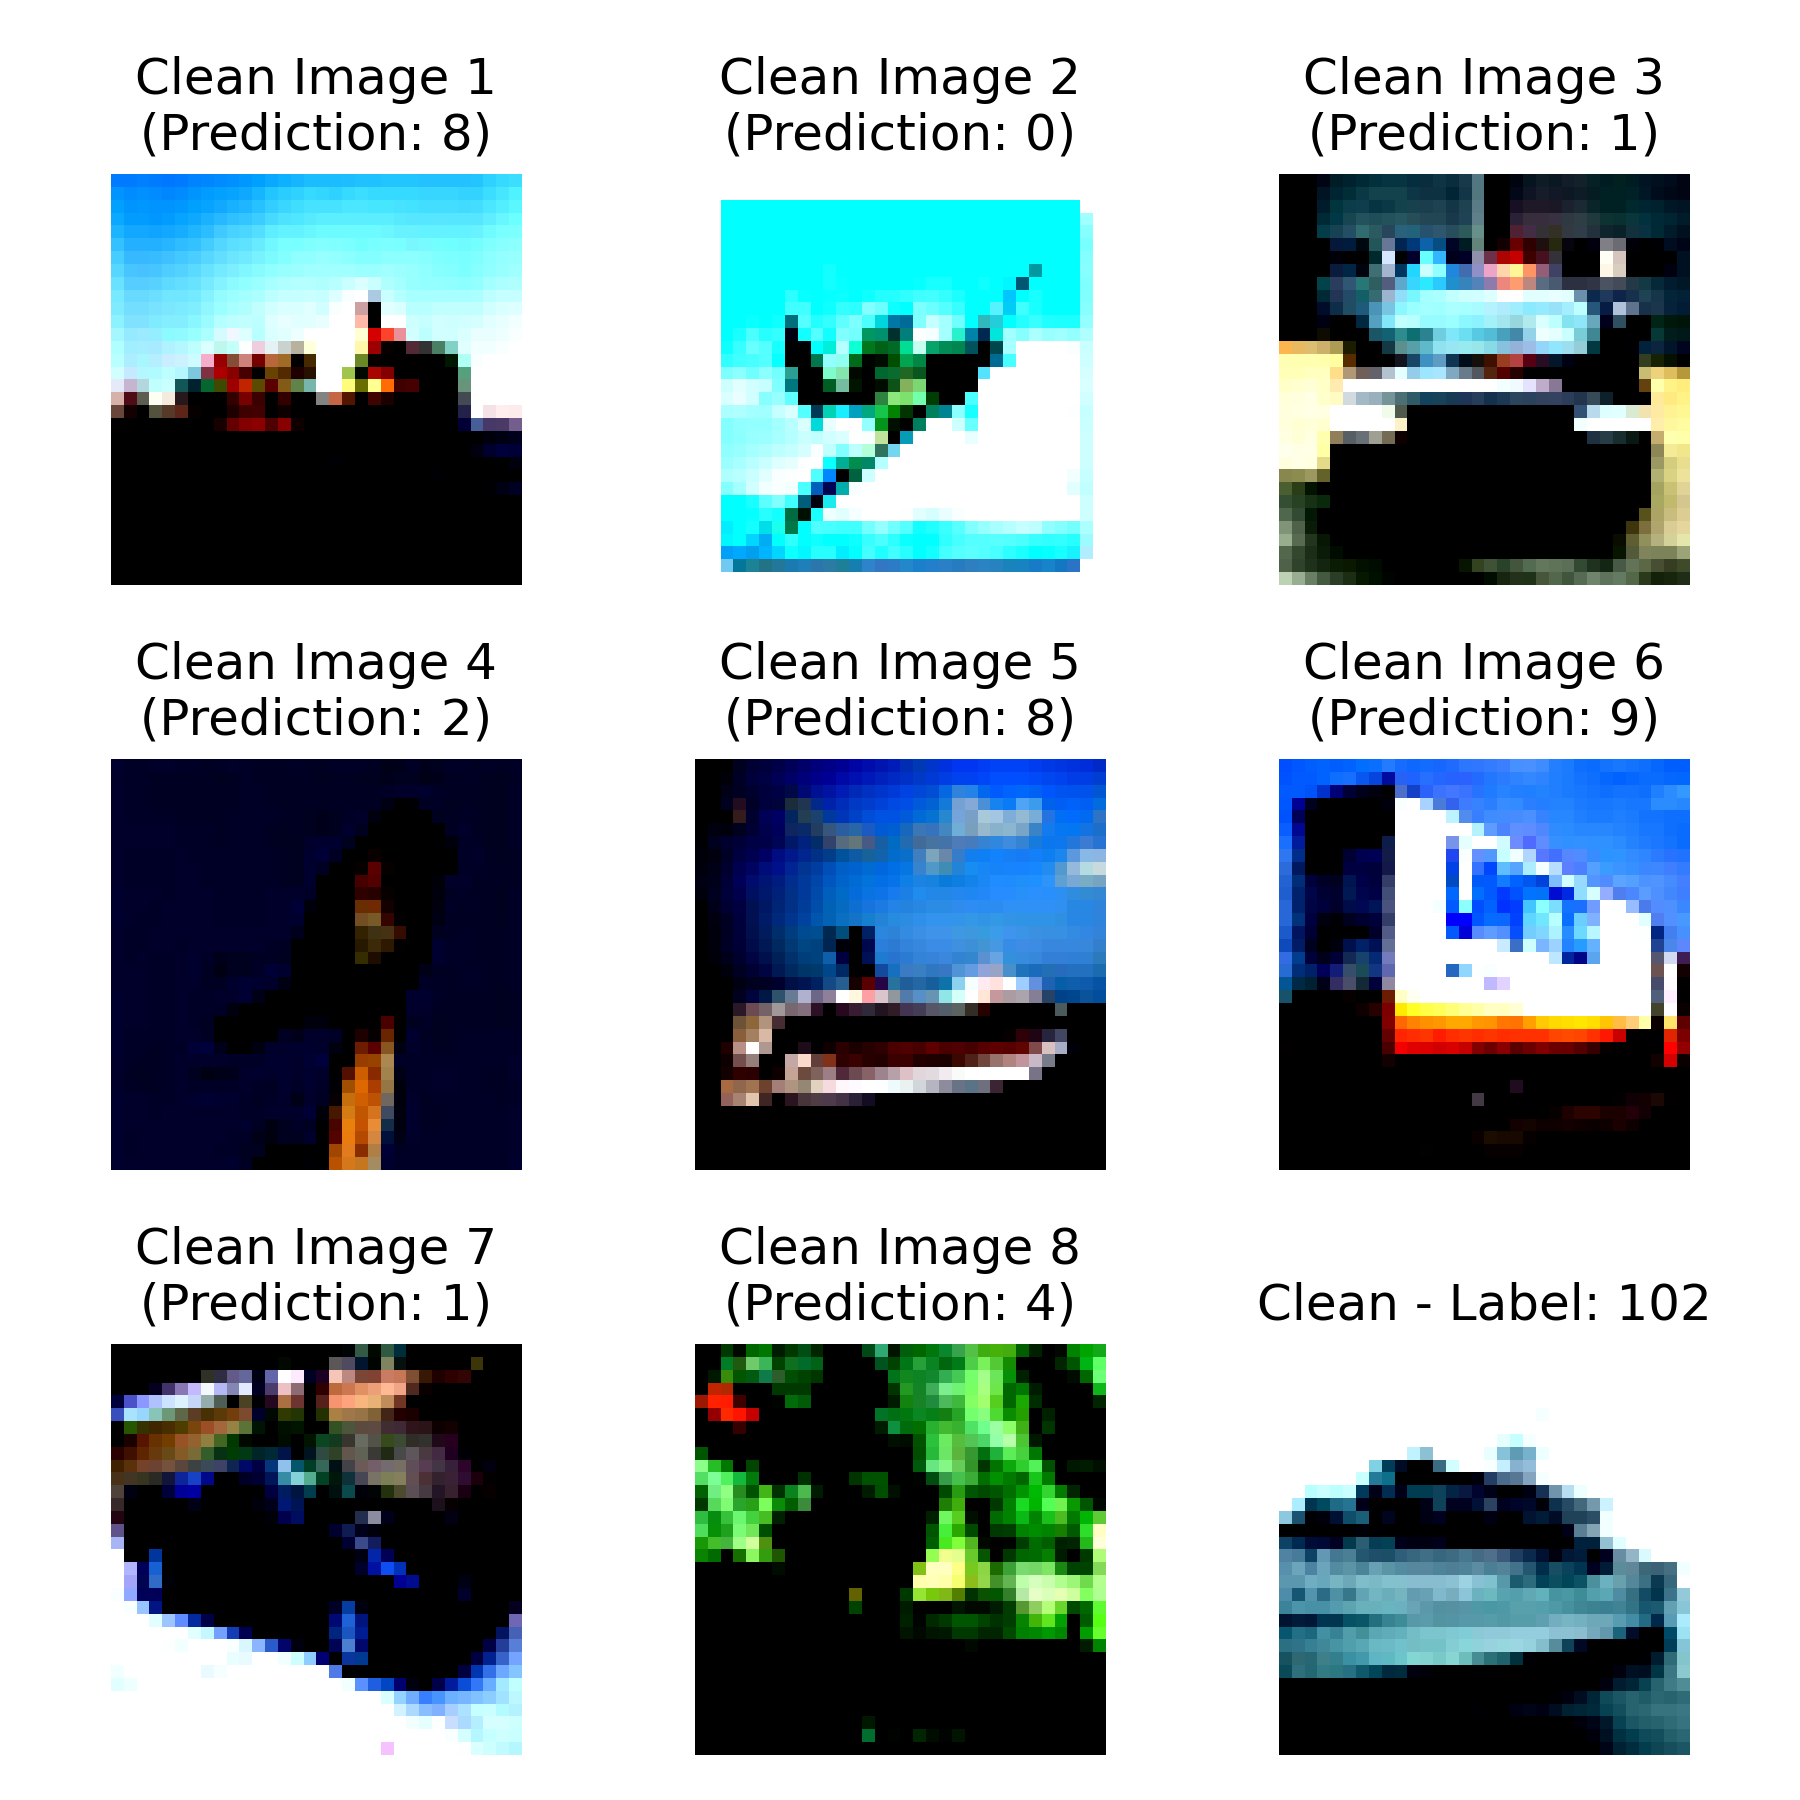 Clean Image 1
(Prediction: 8)
Clean Image 2
(Prediction: 0)
Clean Image 3
(Prediction: 1)
Clean Image 4
(Prediction: 2)
Clean Image 5
(Prediction: 8)
Clean Image 6
(Prediction: 9)
Clean Image 7
(Prediction: 1)
Clean Image 8
(Prediction: 4)
Clean - Label: 102